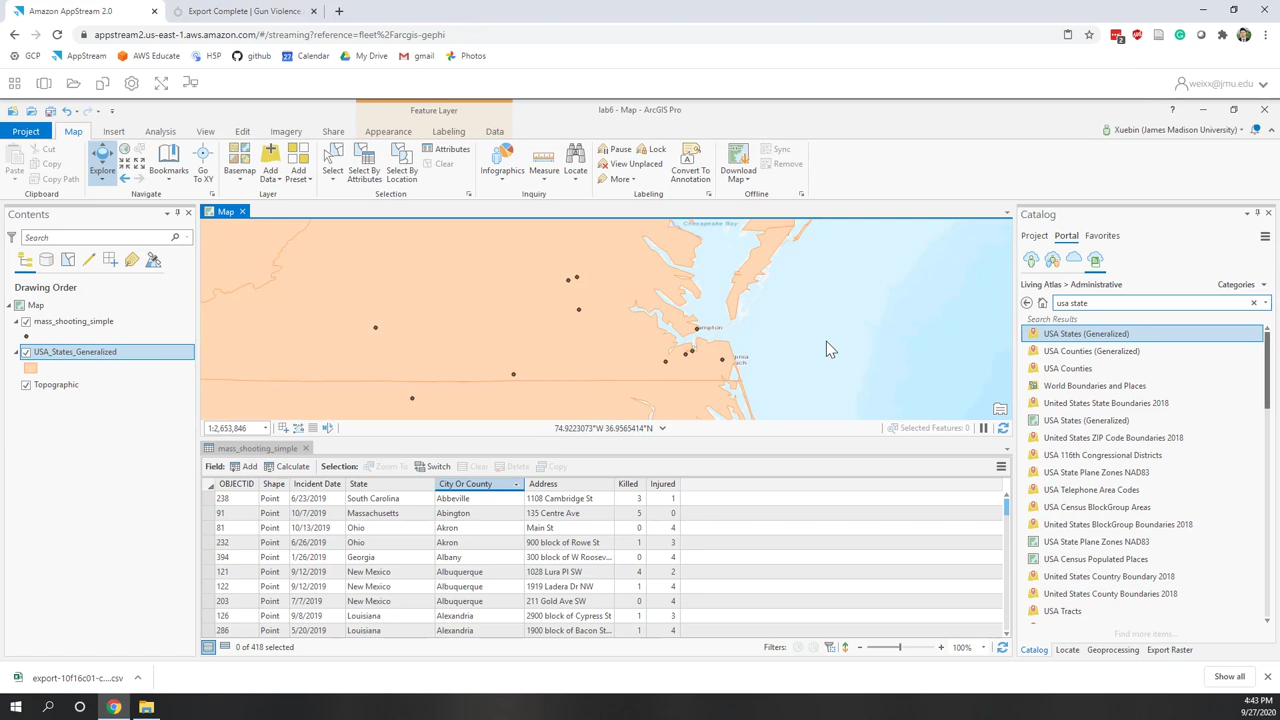 Amazon AppStream 2.0
Export Complete | Gun Violence
appstream2.us-east-1.aws.amazon.com/#/streaming?reference=fleet%2Farcgis-gephi
GCP AppStream AWS Educate H5P github Calendar My Drive gmail Photos
weixx@jmu.edu
Feature Layer
lab6 - Map - ArcGIS Pro
Project Map Insert Analysis View Edit Imagery Share Appearance Labeling Data
Xuebin (James Madison University)
Paste Cut Copy Copy Path
Clipboard
Explore Bookmarks Go To XY
Navigate
Basemap Add Data Add Preset
Layer
Select Select By Attributes Select By Location Attributes Clear
Selection
Infographics Measure Locate
Inquiry
Pause Lock View Unplaced More Convert To Annotation
Labeling
Download Map Sync Remove
Offline
Contents
Search
Drawing Order
Map
mass_shooting_simple
USA_States_Generalized
Topographic
Map
Chesapeake Bay
1:2,653,846
74.9223073°W 36.9565414°N
Selected Features: 0
mass_shooting_simple
Field: Add Calculate Selection: Zoom To Switch Clear Delete Copy
OBJECTID Shape Incident Date State City Or County Address Killed Injured
238 Point 6/23/2019 South Carolina Abbeville 1108 Cambridge St 3 1
91 Point 10/7/2019 Massachusetts Abington 135 Centre Ave 5 0
81 Point 10/13/2019 Ohio Akron Main St 0 4
232 Point 6/26/2019 Ohio Akron 900 block of Rowe St 1 3
394 Point 1/26/2019 Georgia Albany 300 block of W Roosev... 0 4
121 Point 9/12/2019 New Mexico Albuquerque 1028 Lura Pl SW 4 2
122 Point 9/12/2019 New Mexico Albuquerque 1919 Ladera Dr NW 1 4
203 Point 7/7/2019 New Mexico Albuquerque 211 Gold Ave SW 0 4
126 Point 9/8/2019 Louisiana Alexandria 2900 block of Cypress St 1 3
286 Point 5/20/2019 Louisiana Alexandria 1900 block of Bacon St... 1 4
0 of 418 selected
Filters:
100%
Catalog
Project Portal Favorites
Living Atlas > Administrative
Categories
usa state
Search Results
USA States (Generalized)
USA Counties (Generalized)
USA Counties
World Boundaries and Places
United States State Boundaries 2018
USA States (Generalized)
United States ZIP Code Boundaries 2018
USA 116th Congressional Districts
USA State Plane Zones NAD83
USA Telephone Area Codes
USA Census BlockGroup Areas
United States BlockGroup Boundaries 2018
USA State Plane Zones NAD83
USA Census Populated Places
United States County Boundary 2018
United States County Boundaries 2018
USA Tracts
Find more items...
Catalog Locate Geoprocessing Export Raster
export-10f16c01-c....csv
Show all
4:43 PM
9/27/2020